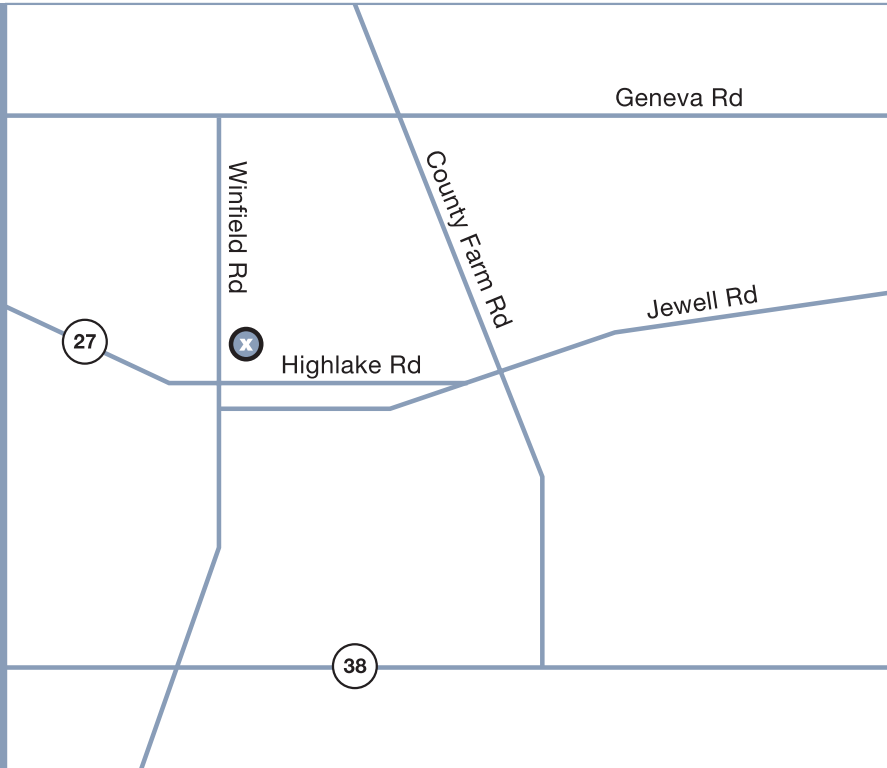 Geneva Rd
County Farm Rd
Winfield Rd
Jewell Rd
27
x
Highlake Rd
38